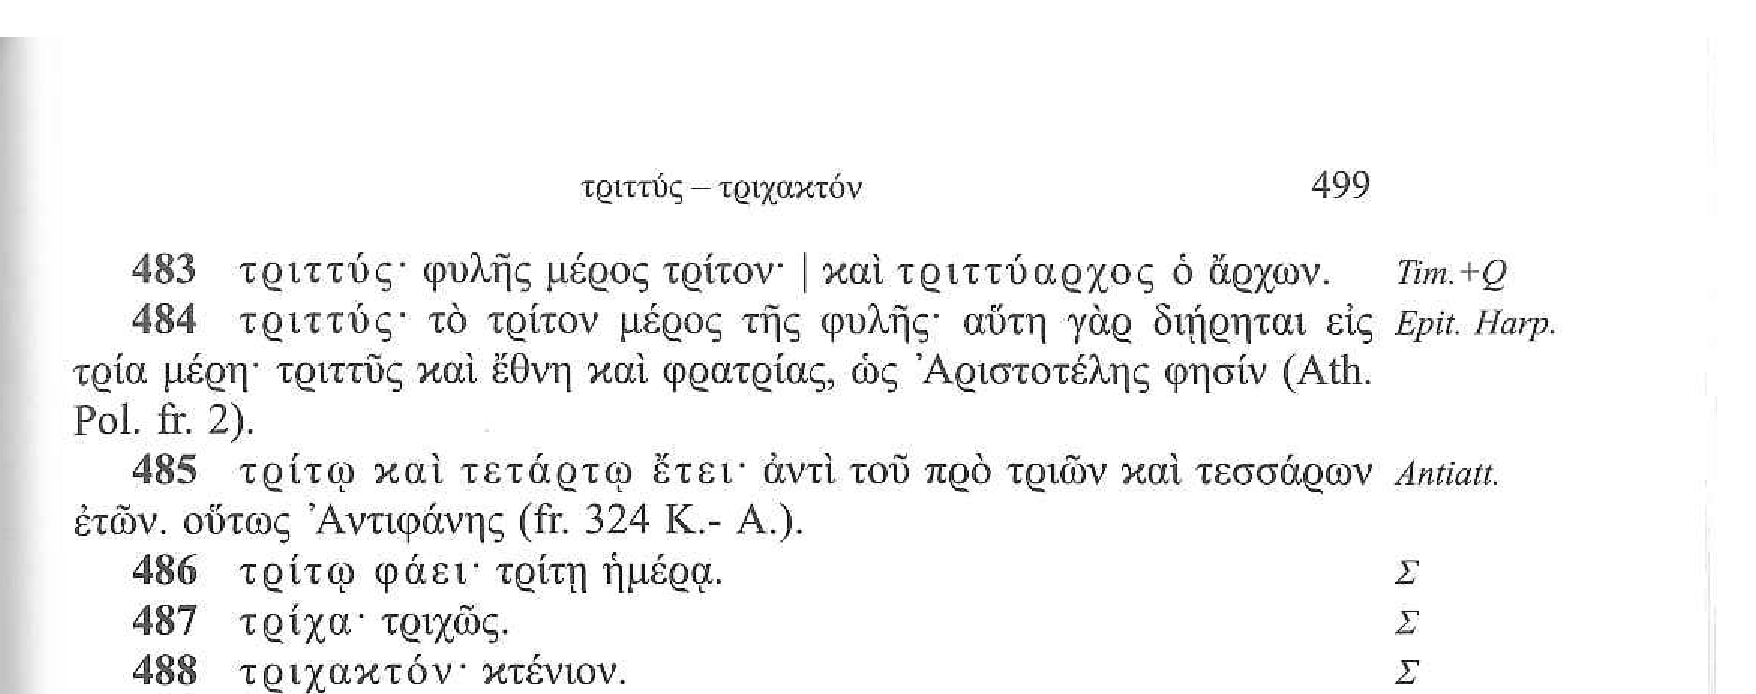 τριττύς – τριχακτόν 499
483 τριττύς· φυλῆς μέρος τρίτον· | καὶ τριττύαρχος ὁ ἄρχων. Tim.+Q
484 τριττύς· τὸ τρίτον μέρος τῆς φυλῆς· αὕτη γὰρ διῄρηται εἰς Epit. Harp.
τρία μέρη· τριττῦς καὶ ἔθνη καὶ φρατρίας, ὡς Ἀριστοτέλης φησίν (Ath.
Pol. fr. 2).
485 τρίτῳ καὶ τετάρτῳ ἔτει· ἀντὶ τοῦ πρὸ τριῶν καὶ τεσσάρων Antiatt.
ἐτῶν. οὕτως Ἀντιφάνης (fr. 324 K.- A.).
486 τρίτῳ φάει· τρίτῃ ἡμέρᾳ. Σ
487 τρίχα· τριχῶς. Σ
488 τριχακτόν· κτένιον. Σ